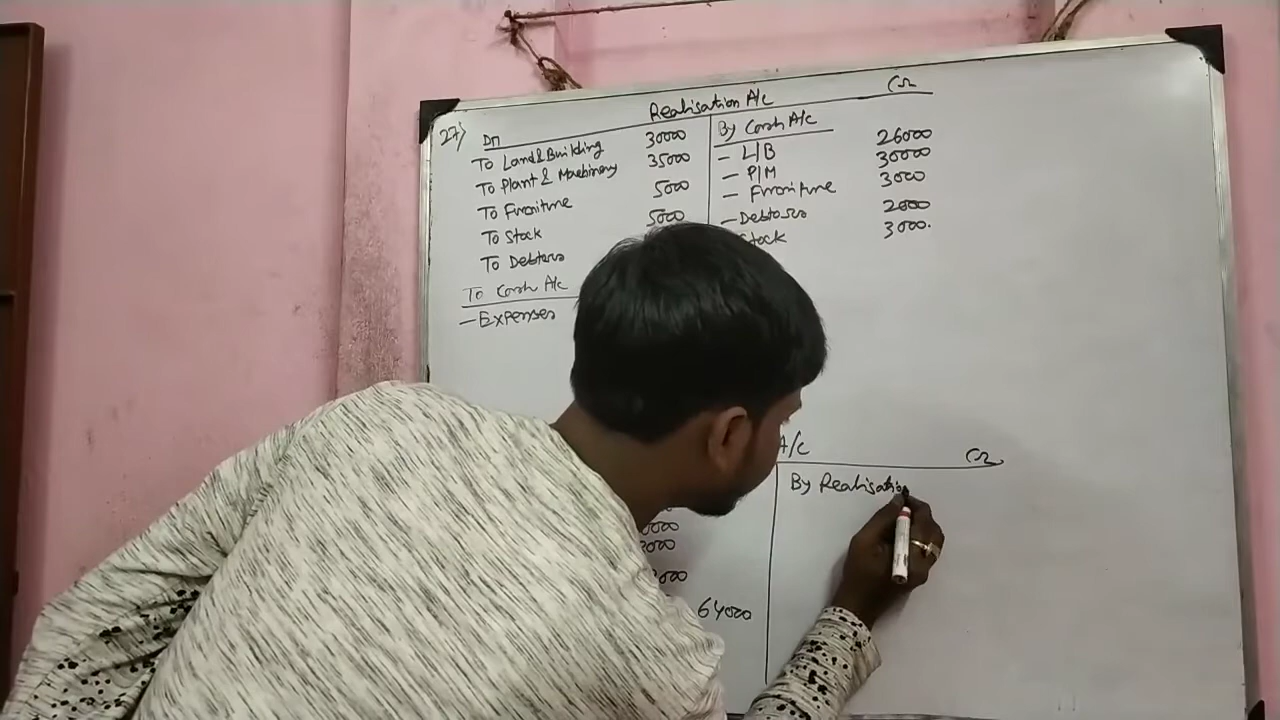 27)
Realisation A/c
Dr
Cr
To Land & Building 30000
To Plant & Machinery 35000
To Furniture 5000
To Stock 5000
To Debtors
To Cash A/c
- Expenses
By Cash A/c
- L/B 26000
- P/M 30000
- Furniture 3000
- Debtors 2000
Stock 3000.
A/c
Cr
By Realisation
64000